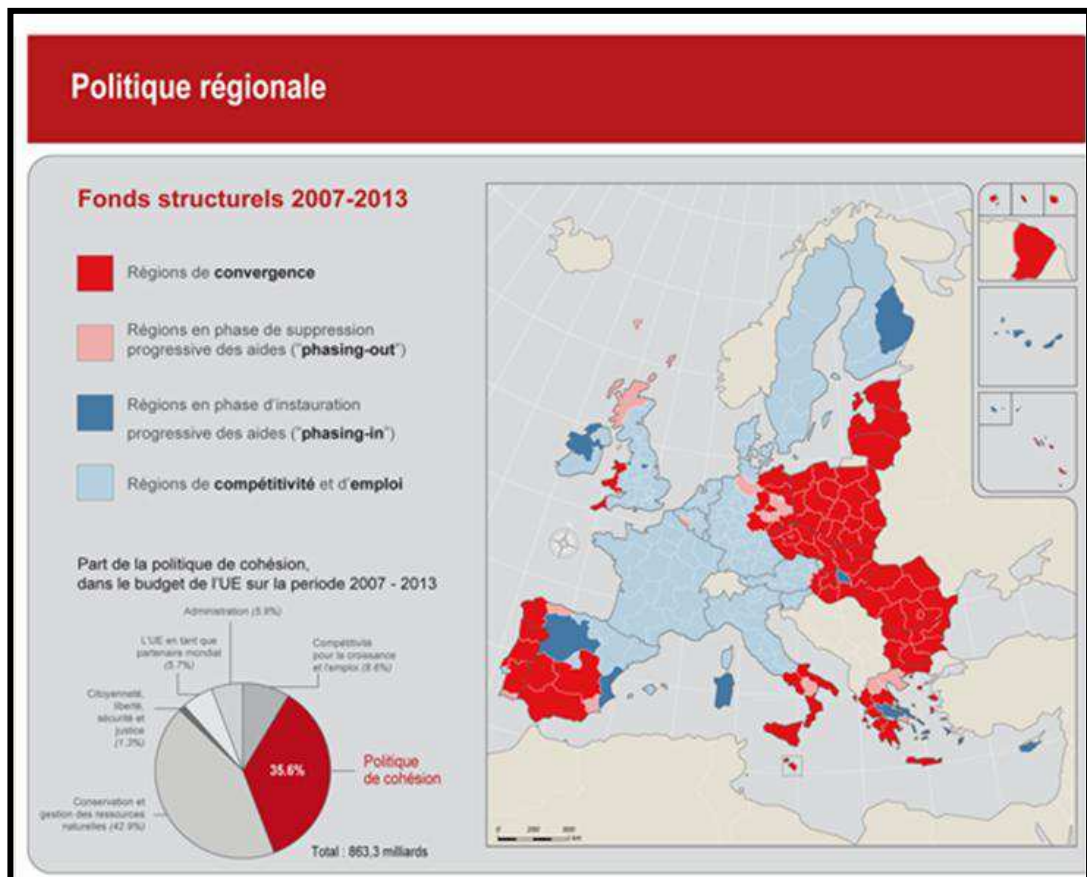 Politique régionale
Fonds structurels 2007-2013
Régions de convergence
Régions en phase de suppression
progressive des aides ("phasing-out")
Régions en phase d'instauration
progressive des aides ("phasing-in")
Régions de compétitivité et d'emploi
Part de la politique de cohésion,
dans le budget de l'UE sur la periode 2007 - 2013
Administration (5.9%)
L'UE en tant que
partenaire mondial
(5.7%)
Compétitivité
pour la croissance
et l'emploi (8.6%)
Citoyenneté,
liberté,
sécurité et
justice
(1.3%)
35.6%
Politique
de cohésion
Conservation et
gestion des ressources
naturelles (42.9%)
Total : 863,3 milliards
0
km